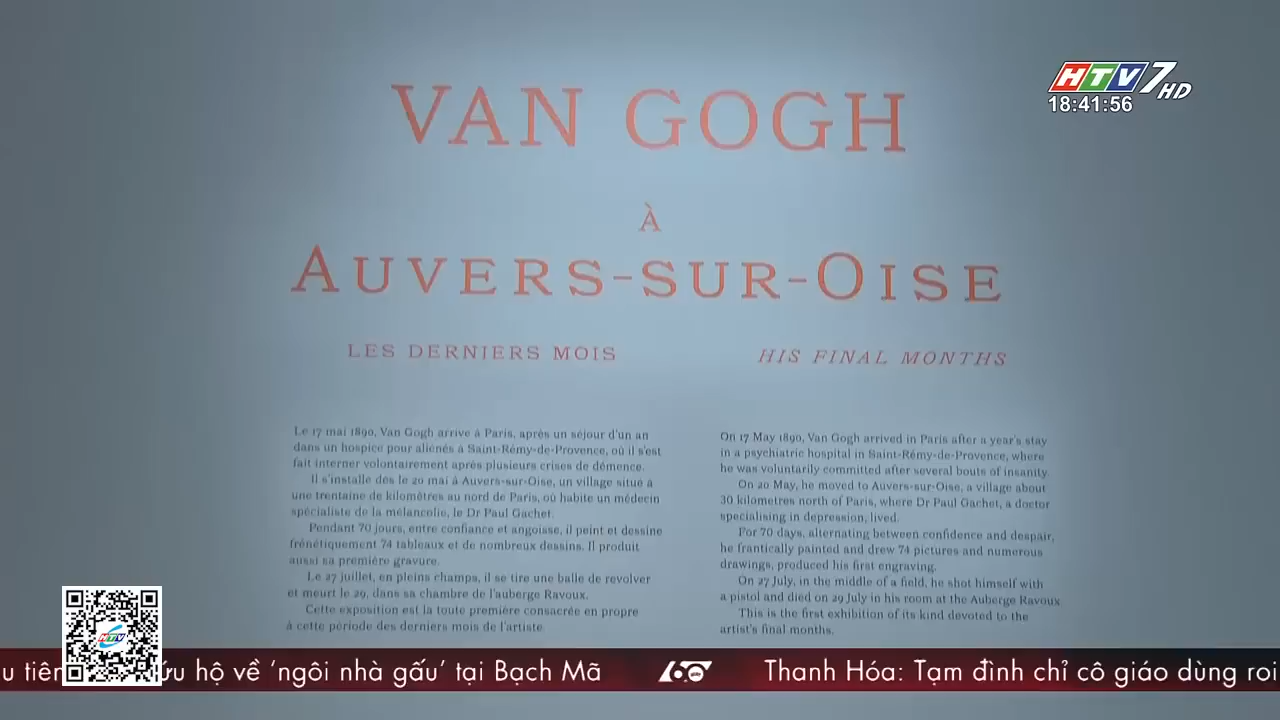 HTV7 HD
18:41:56
VAN GOGH
À
AUVERS-SUR-OISE
LES DERNIERS MOIS
Le 17 mai 1890, Van Gogh arrive à Paris, après un séjour d'un an
dans un hospice pour aliénés à Saint-Rémy-de-Provence, où il s'est
fait interner volontairement après plusieurs crises de démence.
Il s'installe dès le 20 mai à Auvers-sur-Oise, un village situé à
une trentaine de kilomètres au nord de Paris, où habite un médecin
spécialiste de la mélancolie, le Dr Paul Gachet.
Pendant 70 jours, entre confiance et angoisse, il peint et dessine
frénétiquement 74 tableaux et de nombreux dessins. Il produit
aussi sa première gravure.
Le 27 juillet, en pleins champs, il se tire une balle de revolver
et meurt le 29, dans sa chambre de l'auberge Ravoux.
Cette exposition est la toute première consacrée en propre
à cette période des derniers mois de l'artiste
HIS FINAL MONTHS
On 17 May 1890, Van Gogh arrived in Paris after a year's stay
in a psychiatric hospital in Saint-Rémy-de-Provence, where
he was voluntarily committed after several bouts of insanity.
On 20 May, he moved to Auvers-sur-Oise, a village about
30 kilometres north of Paris, where Dr Paul Gachet, a doctor
specialising in depression, lived.
For 70 days, alternating between confidence and despair,
he frantically painted and drew 74 pictures and numerous
drawings, produced his first engraving.
On 27 July, in the middle of a field, he shot himself with
a pistol and died on 29 July in his room at the Auberge Ravoux
This is the first exhibition of its kind devoted to the
artist's final months.
HTV
u tiên ứu hộ về 'ngôi nhà gấu' tại Bạch Mã 60 Thanh Hóa: Tạm đình chỉ cô giáo dùng roi